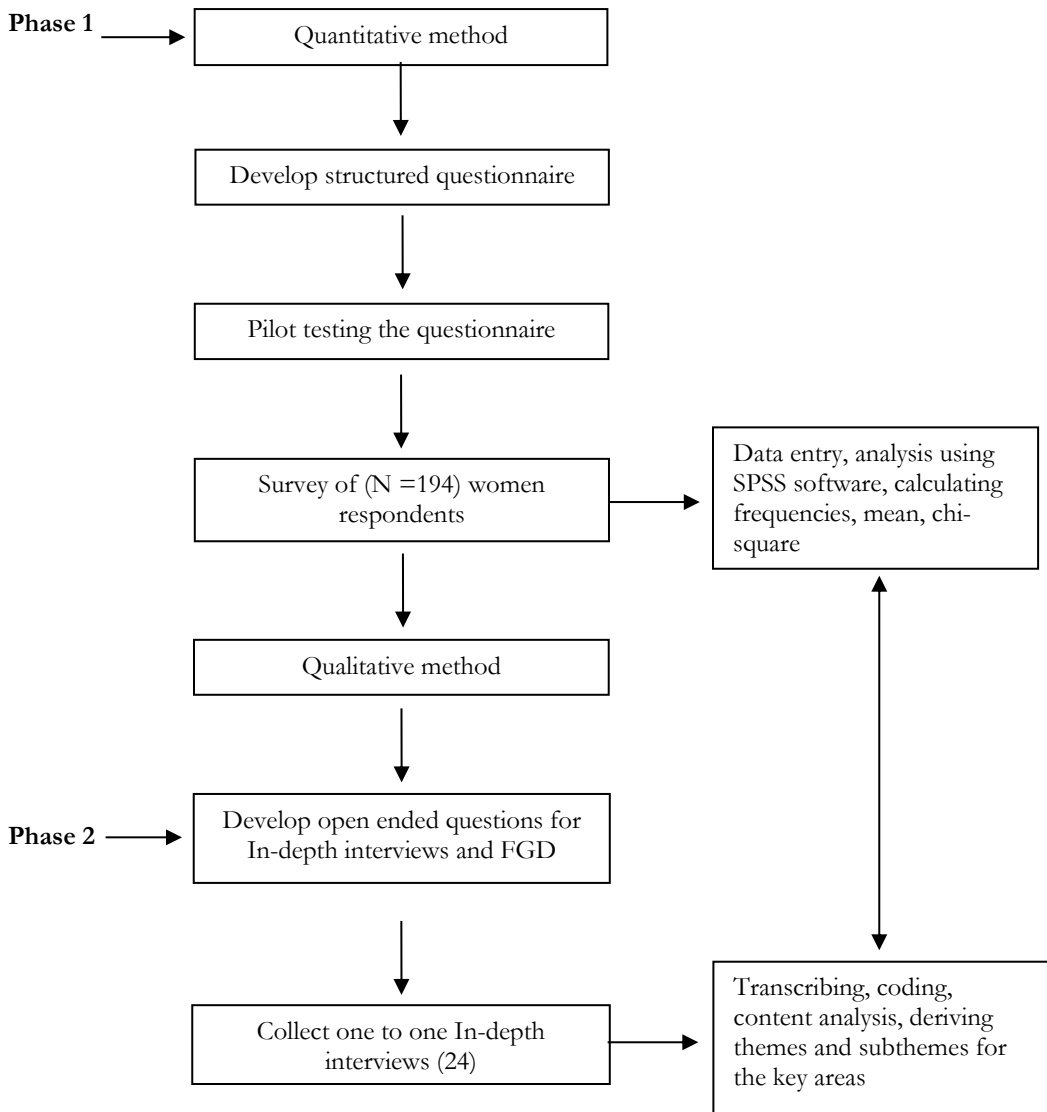 Phase 1
Quantitative method
Develop structured questionnaire
Pilot testing the questionnaire
Survey of (N =194) women
respondents
Data entry, analysis using
SPSS software, calculating
frequencies, mean, chi-
square
Qualitative method
Phase 2
Develop open ended questions for
In-depth interviews and FGD
Collect one to one In-depth
interviews (24)
Transcribing, coding,
content analysis, deriving
themes and subthemes for
the key areas